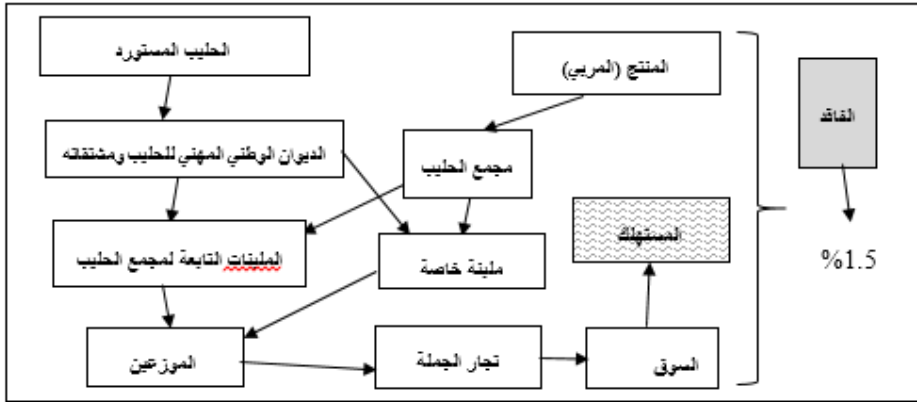 الحليب المستورد
المنتج (المربي)
الفاقد
الديوان الوطني المهني للحليب ومشتقاته
مجمع الحليب
المستهلك
الملبنات التابعة لمجمع الحليب
ملبنة خاصة
%1.5
الموزعين
تجار الجملة
السوق